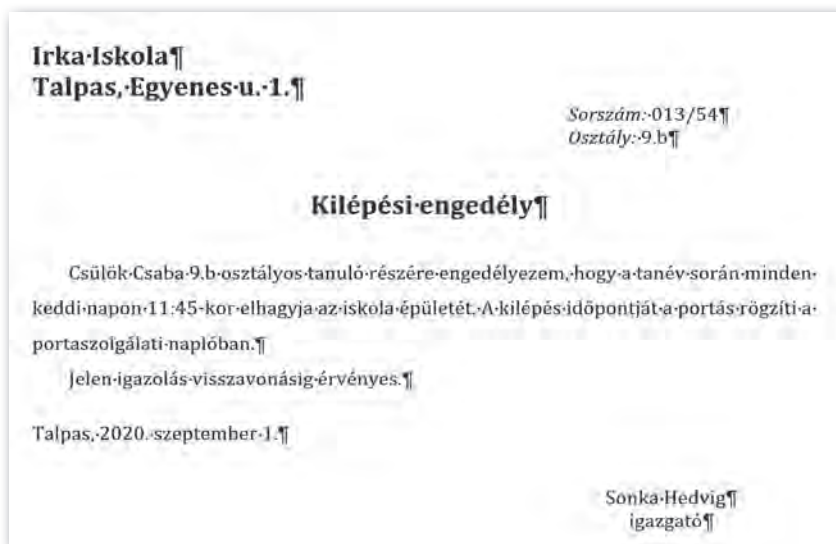 Irka·Iskola¶
Talpas,·Egyenes·u.·1.¶
Sorszám:·013/54¶
Osztály:·9.b¶
Kilépési·engedély¶
Csülök·Csaba·9.b·osztályos·tanuló·részére·engedélyezem,·hogy·a·tanév·során·minden·
keddi·napon·11:45-kor·elhagyja·az·iskola·épületét.·A·kilépés·időpontját·a·portás·rögzíti·a·
portaszolgálati·naplóban.¶
Jelen·igazolás·visszavonásig·érvényes.¶
Talpas,·2020.·szeptember·1.¶
Sonka·Hedvig¶
igazgató¶